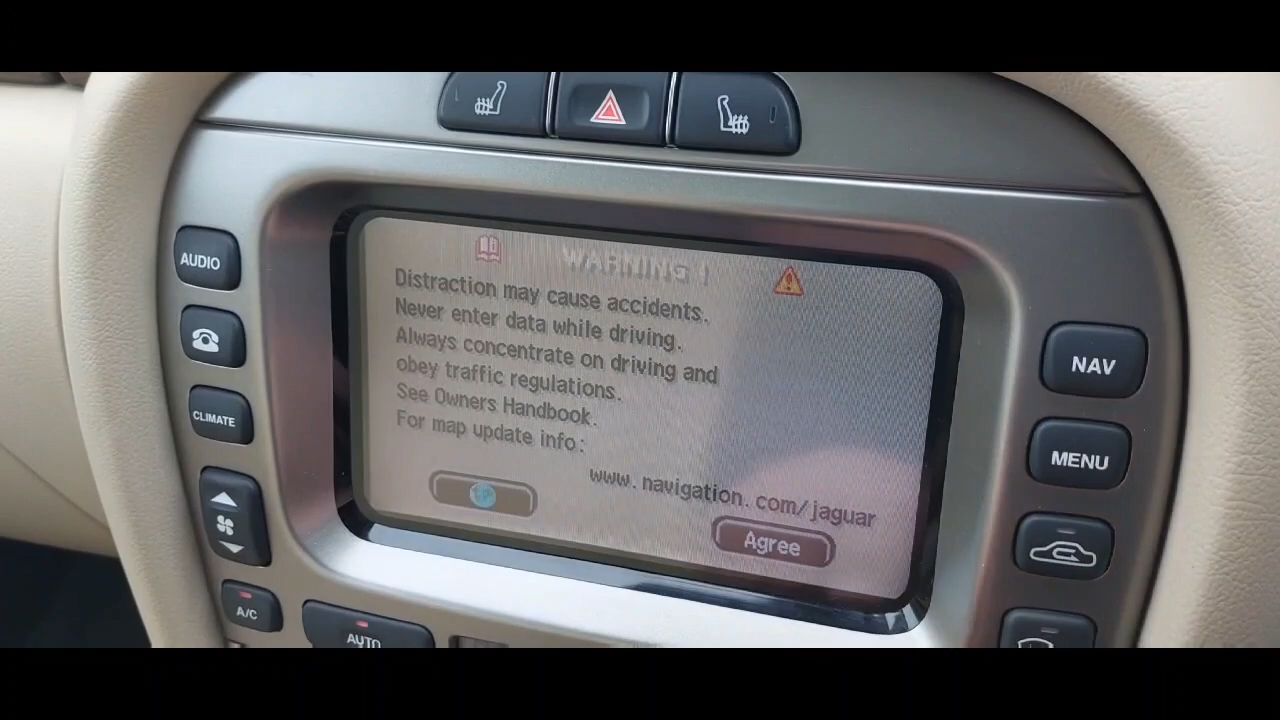 WARNING !
Distraction may cause accidents.
Never enter data while driving.
Always concentrate on driving and
obey traffic regulations.
See Owners Handbook.
For map update info:
www.navigation.com/jaguar
Agree
AUDIO
CLIMATE
A/C
AUTO
NAV
MENU